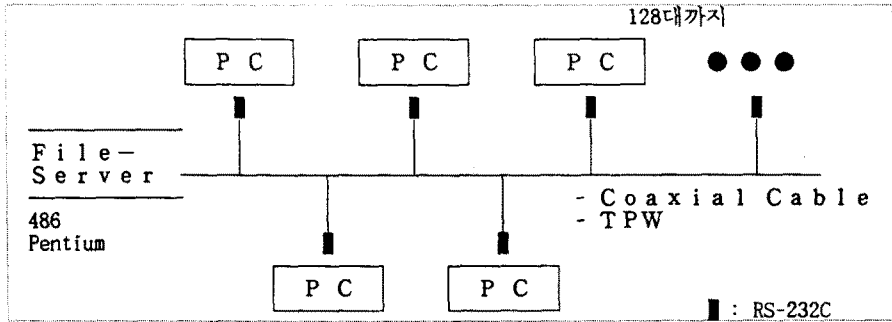 128대까지
P C
P C
P C
File-
Server
- Coaxial Cable
- TPW
486
Pentium
P C
P C
: RS-232C